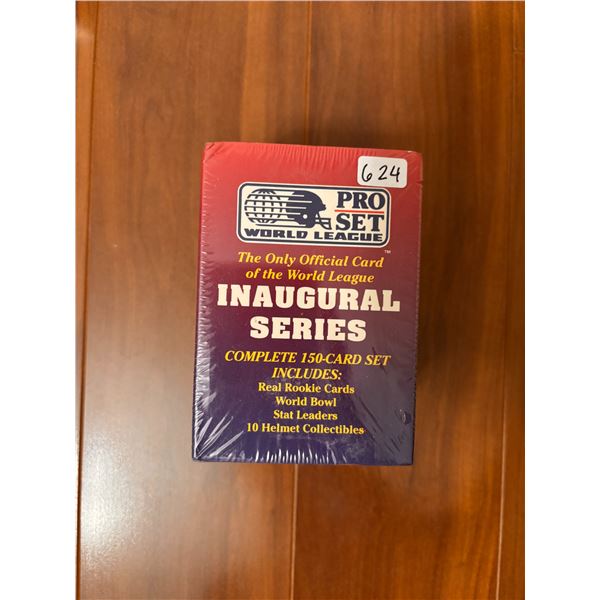 624
PRO
SET
WORLD LEAGUE
TM
The Only Official Card
of the World League
INAUGURAL
SERIES
COMPLETE 150-CARD SET
INCLUDES:
Real Rookie Cards
World Bowl
Stat Leaders
10 Helmet Collectibles